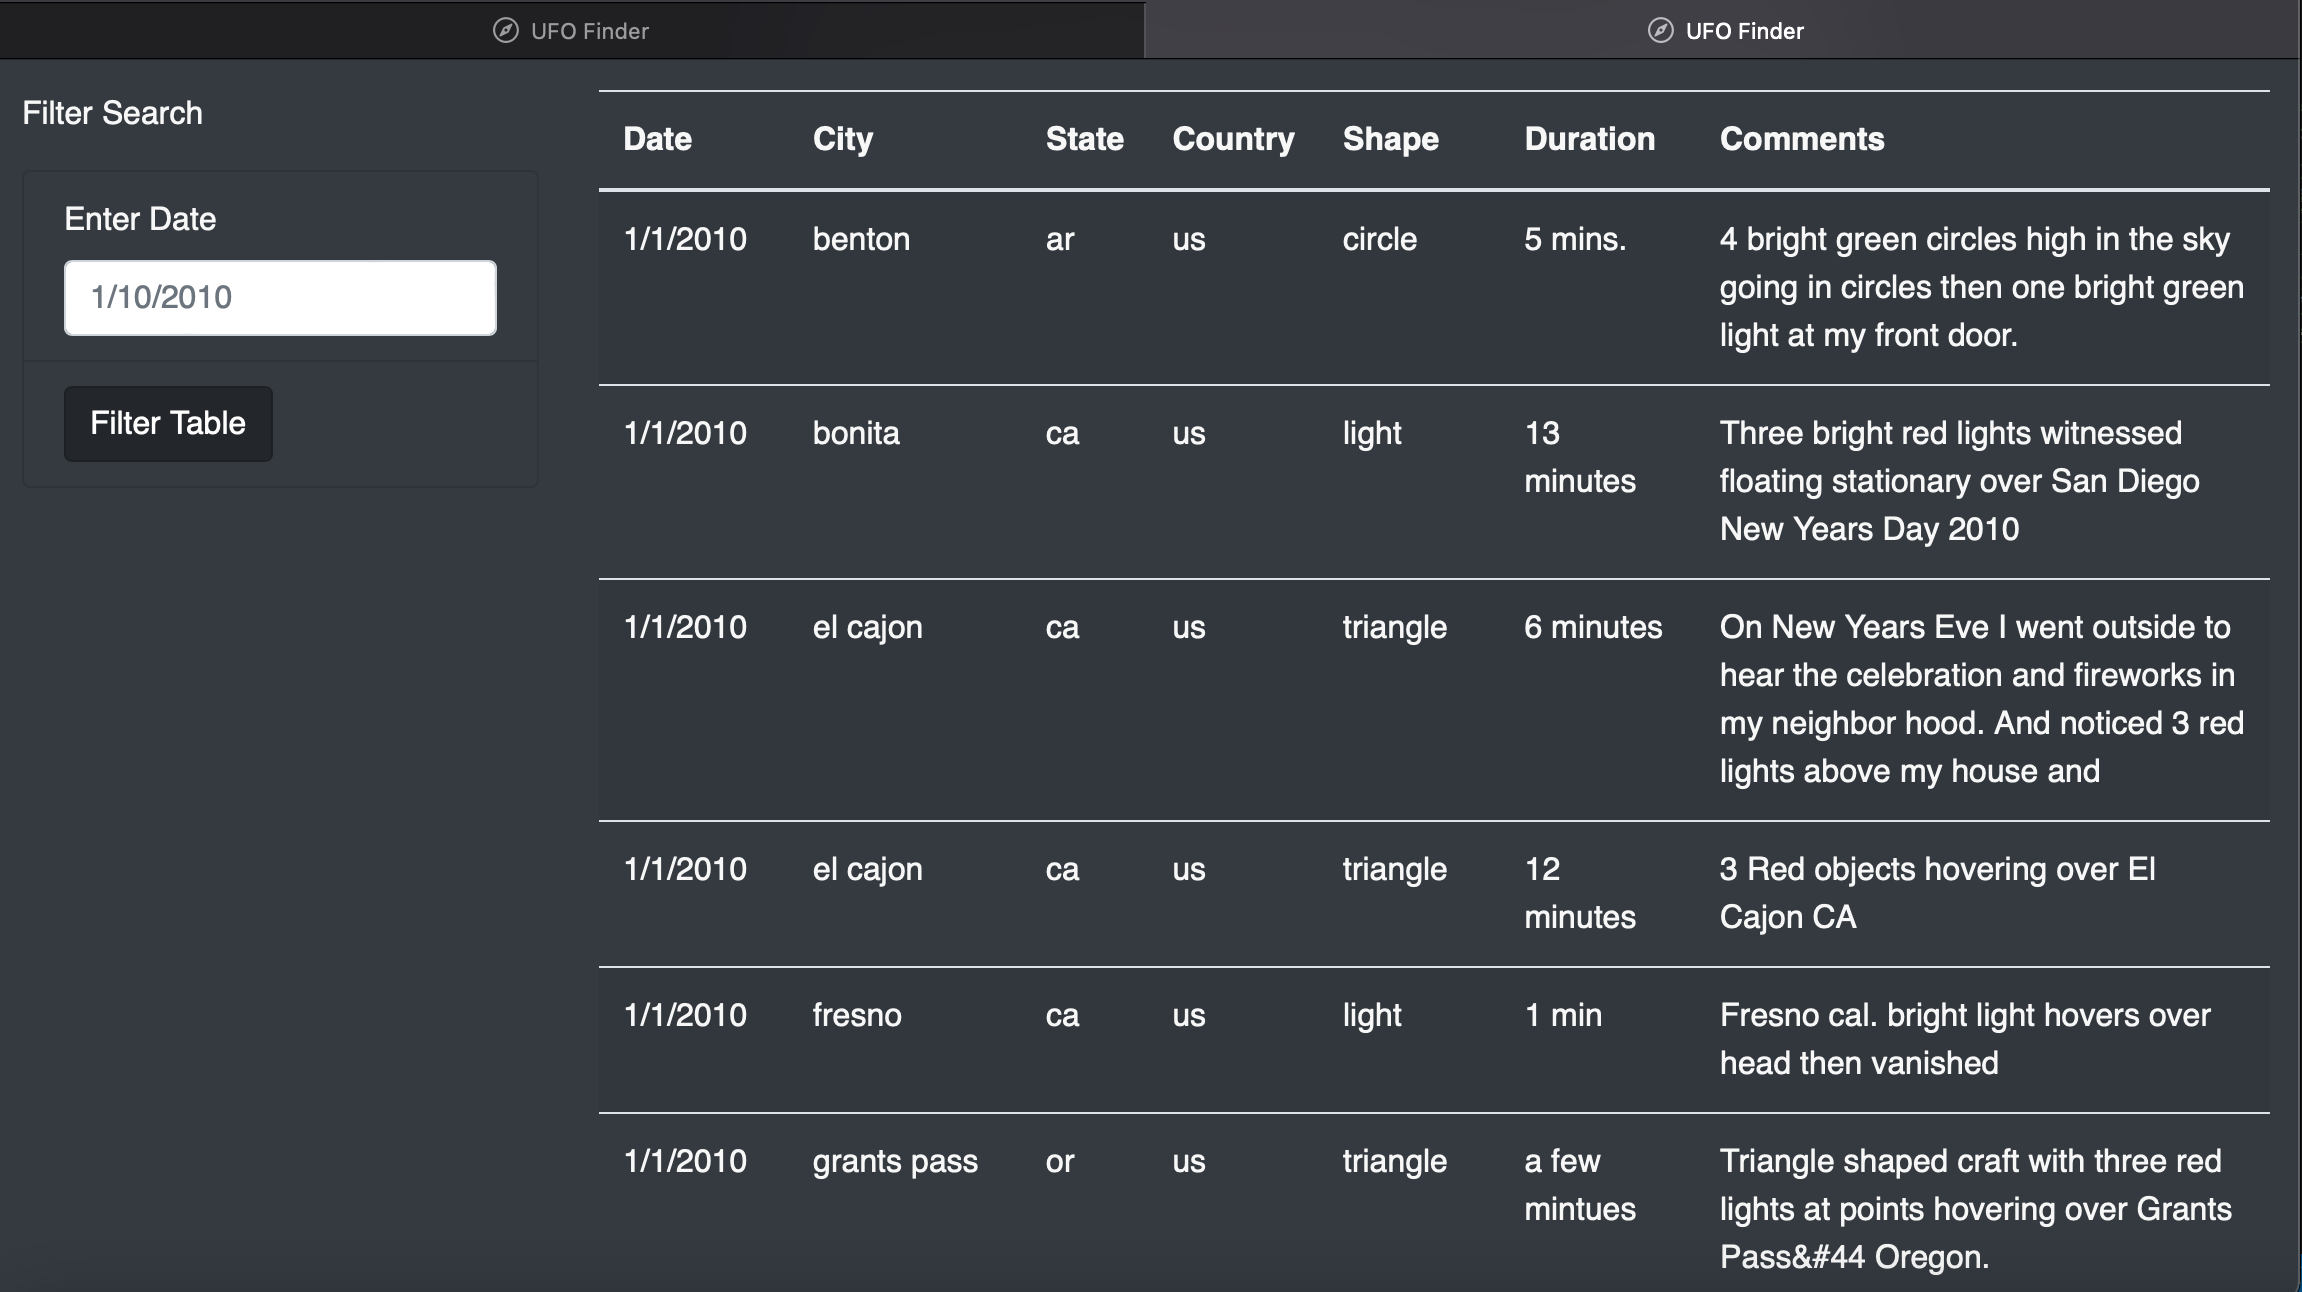 UFO Finder
UFO Finder
Filter Search
Enter Date
1/10/2010
Filter Table
Date City State Country Shape Duration Comments
1/1/2010 benton ar us circle 5 mins. 4 bright green circles high in the sky
going in circles then one bright green
light at my front door.
1/1/2010 bonita ca us light 13 Three bright red lights witnessed
minutes floating stationary over San Diego
New Years Day 2010
1/1/2010 el cajon ca us triangle 6 minutes On New Years Eve I went outside to
hear the celebration and fireworks in
my neighbor hood. And noticed 3 red
lights above my house and
1/1/2010 el cajon ca us triangle 12 3 Red objects hovering over El
minutes Cajon CA
1/1/2010 fresno ca us light 1 min Fresno cal. bright light hovers over
head then vanished
1/1/2010 grants pass or us triangle a few Triangle shaped craft with three red
mintues lights at points hovering over Grants
Pass&#44 Oregon.